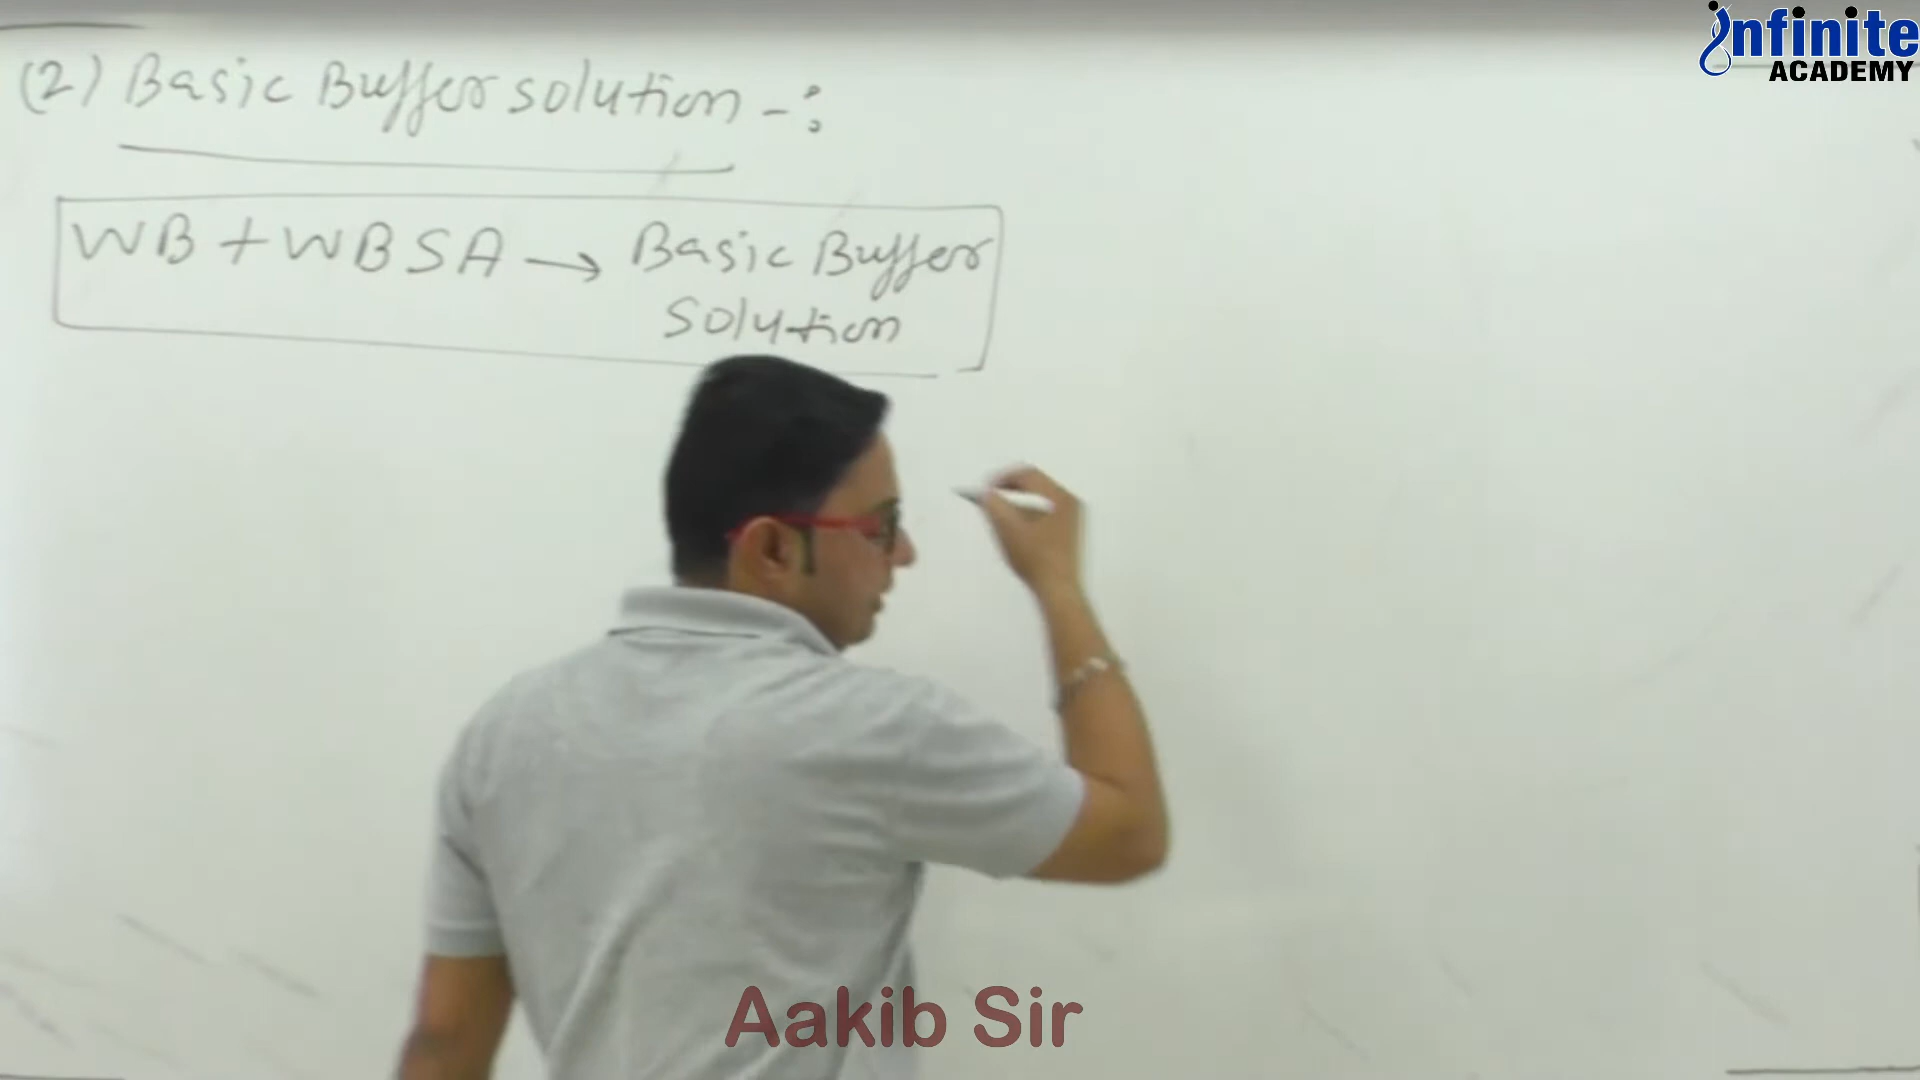 infinite
ACADEMY
(2) Basic Buffer solution -:
WB + WBSA → Basic Buffer
solution
Aakib Sir